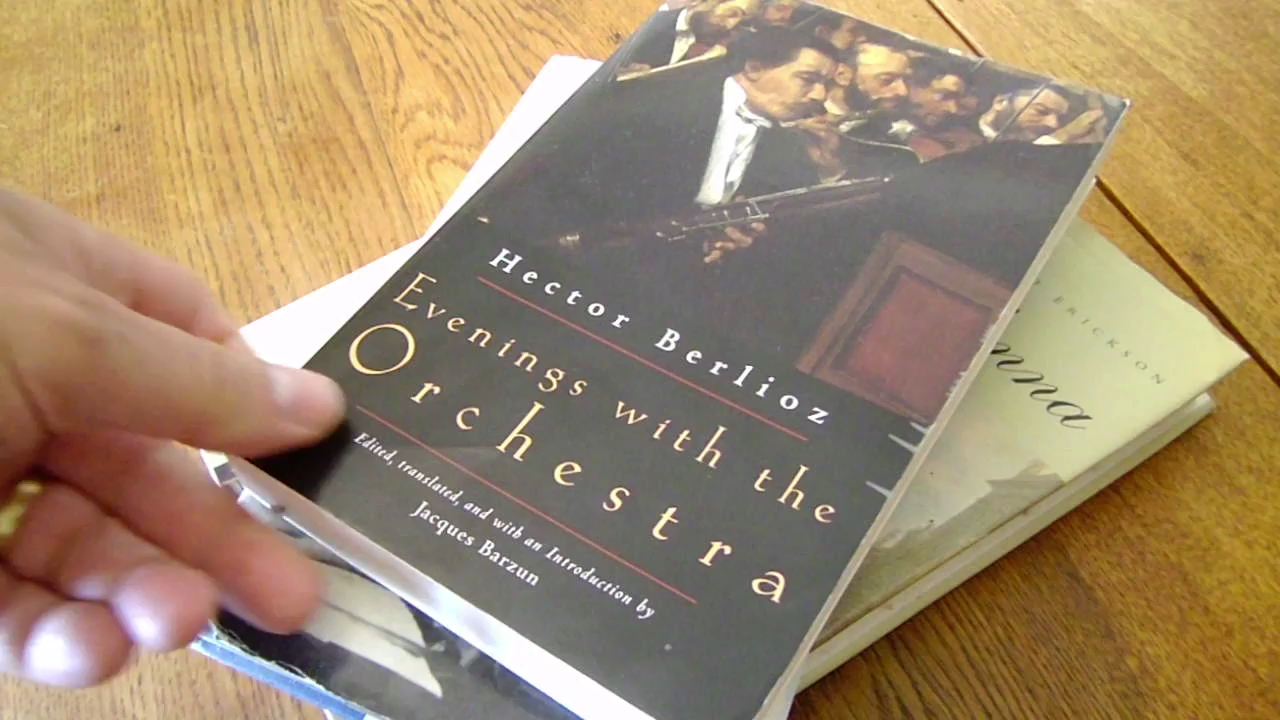 Hector Berlioz
Evenings with the
Orchestra
Edited, translated, and with an Introduction by
Jacques Barzun
ERICKSON